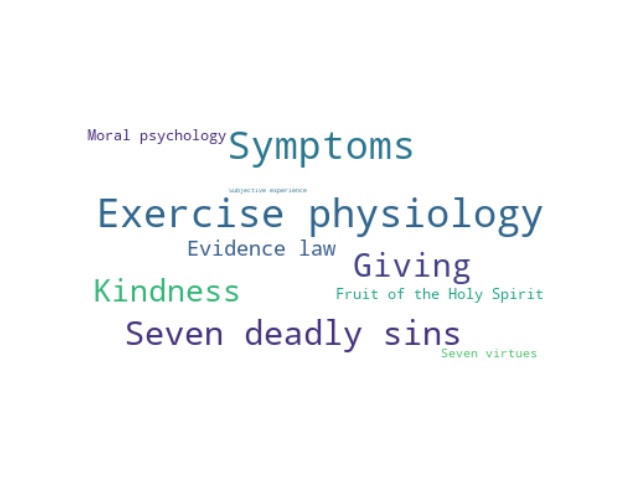 Moral psychology
Symptoms
Subjective experience
Exercise physiology
Evidence law
Giving
Kindness
Fruit of the Holy Spirit
Seven deadly sins
Seven virtues